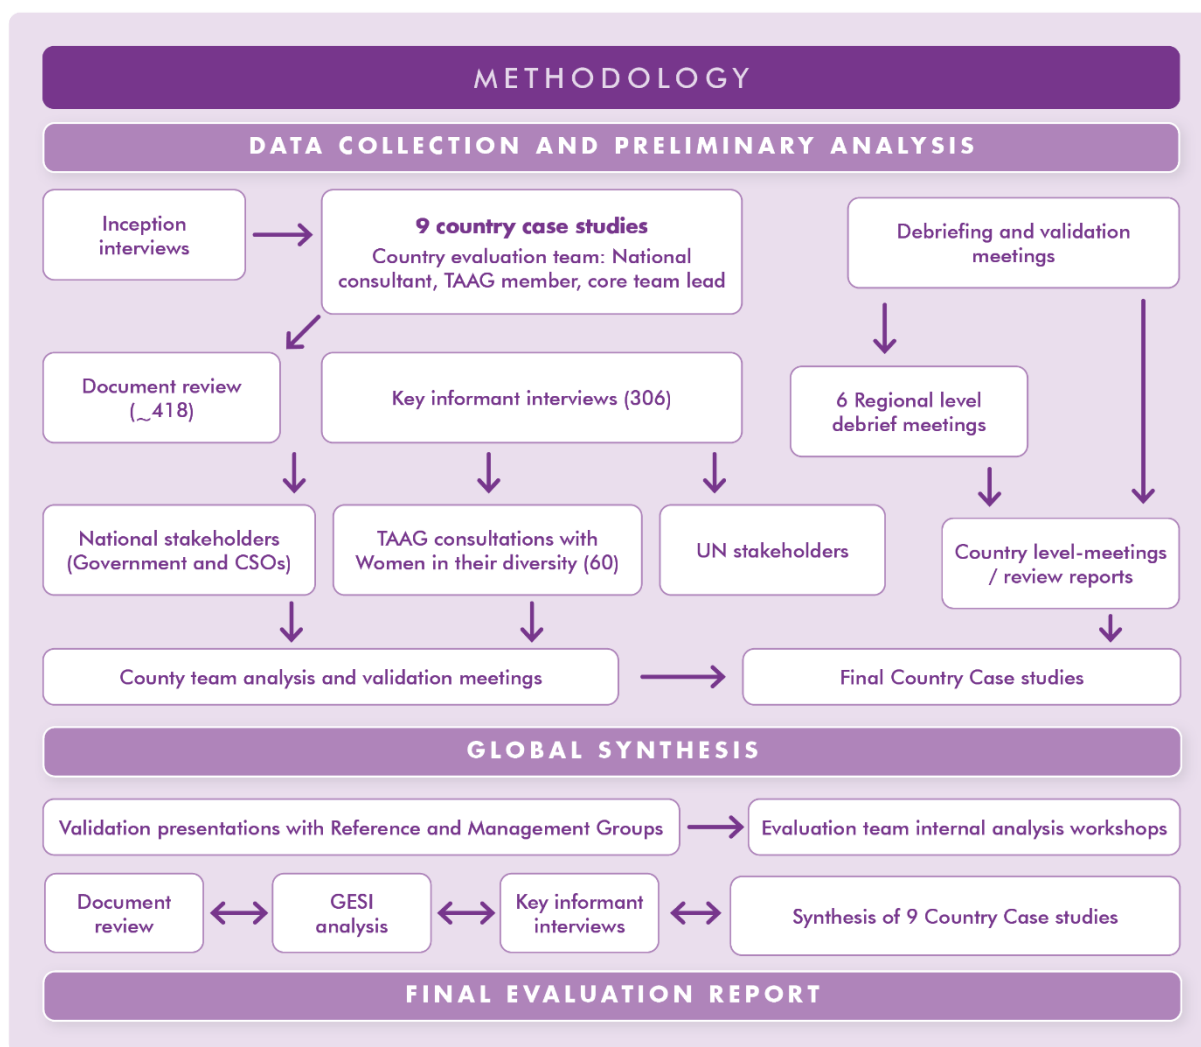 METHODOLOGY
DATA COLLECTION AND PRELIMINARY ANALYSIS
Inception
interviews
9 country case studies
Country evaluation team: National
consultant, TAAG member, core team lead
Debriefing and validation
meetings
Document review
(~418)
Key informant interviews (306)
6 Regional level
debrief meetings
National stakeholders
(Government and CSOs)
TAAG consultations with
Women in their diversity (60)
UN stakeholders
Country level-meetings
/ review reports
County team analysis and validation meetings
Final Country Case studies
GLOBAL SYNTHESIS
Validation presentations with Reference and Management Groups
Evaluation team internal analysis workshops
Document
review
GESI
analysis
Key informant
interviews
Synthesis of 9 Country Case studies
FINAL EVALUATION REPORT